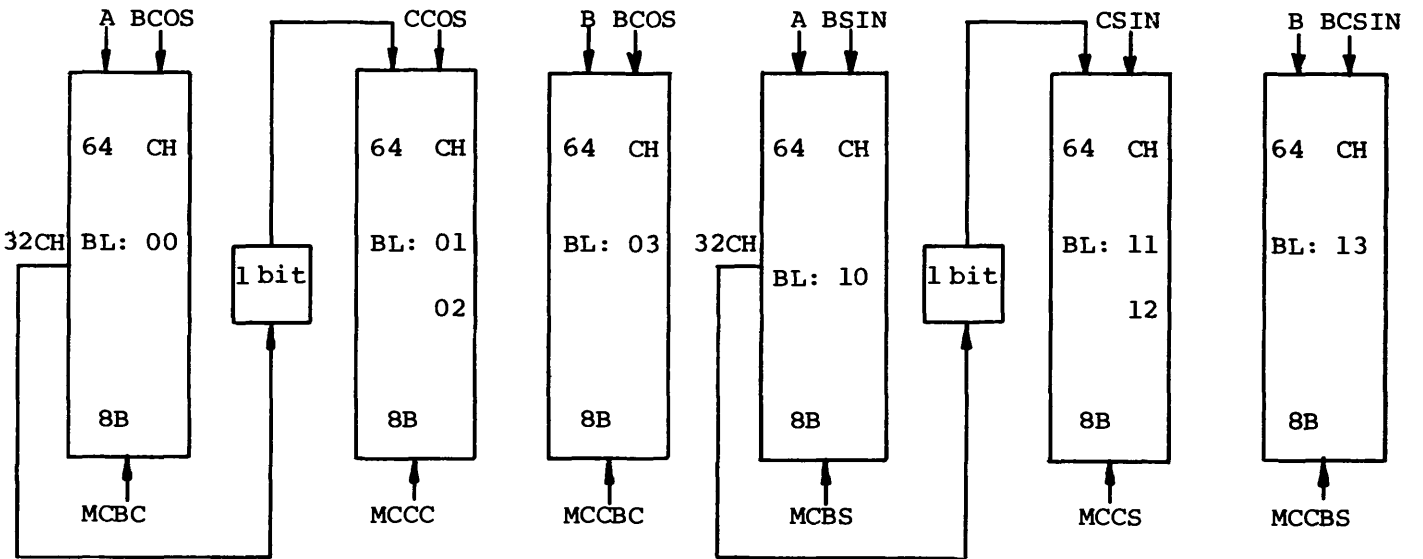 A BCOS CCOS B BCOS A BSIN CSIN B BCSIN
64 CH 64 CH 64 CH 64 CH 64 CH 64 CH
32CH BL: 00 BL: 01 BL: 03 32CH BL: 11 BL: 13
1 bit BL: 10 1 bit
02 12
8B 8B 8B 8B 8B 8B
MCBC MCCC MCCBC MCBS MCCS MCCBS